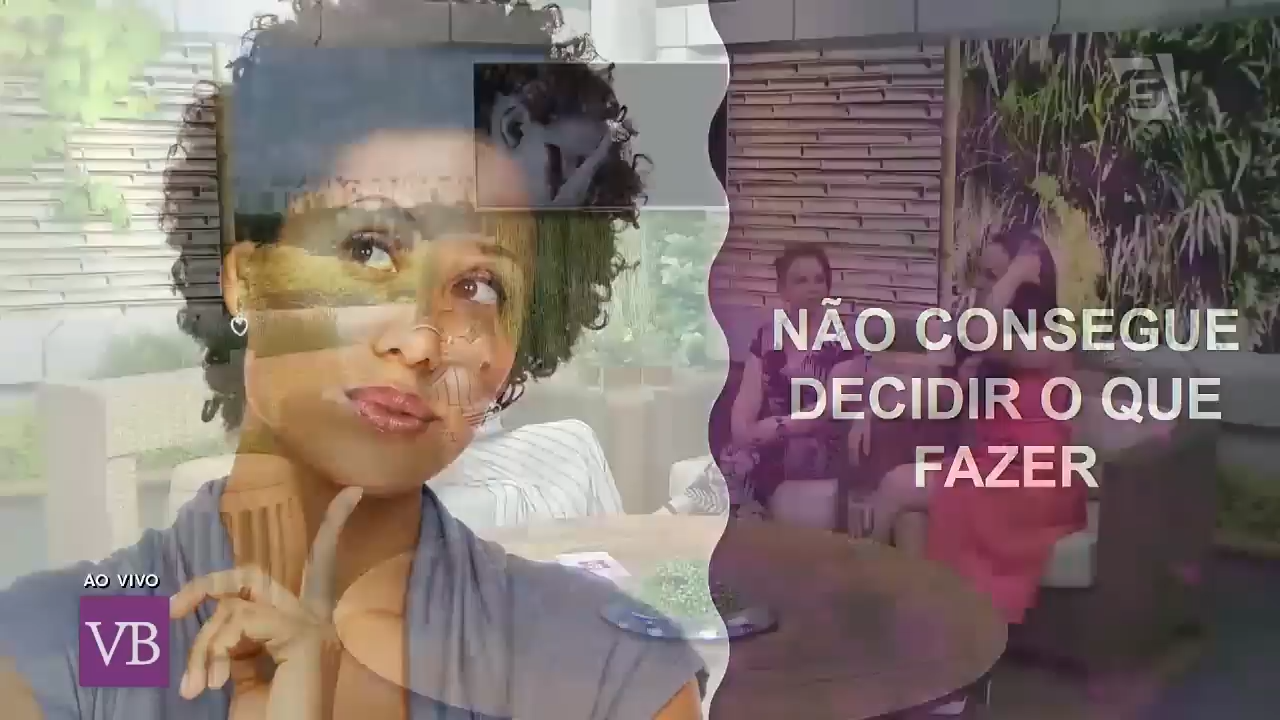 NÃO CONSEGUE
DECIDIR O QUE
FAZER
AO VIVO
VB